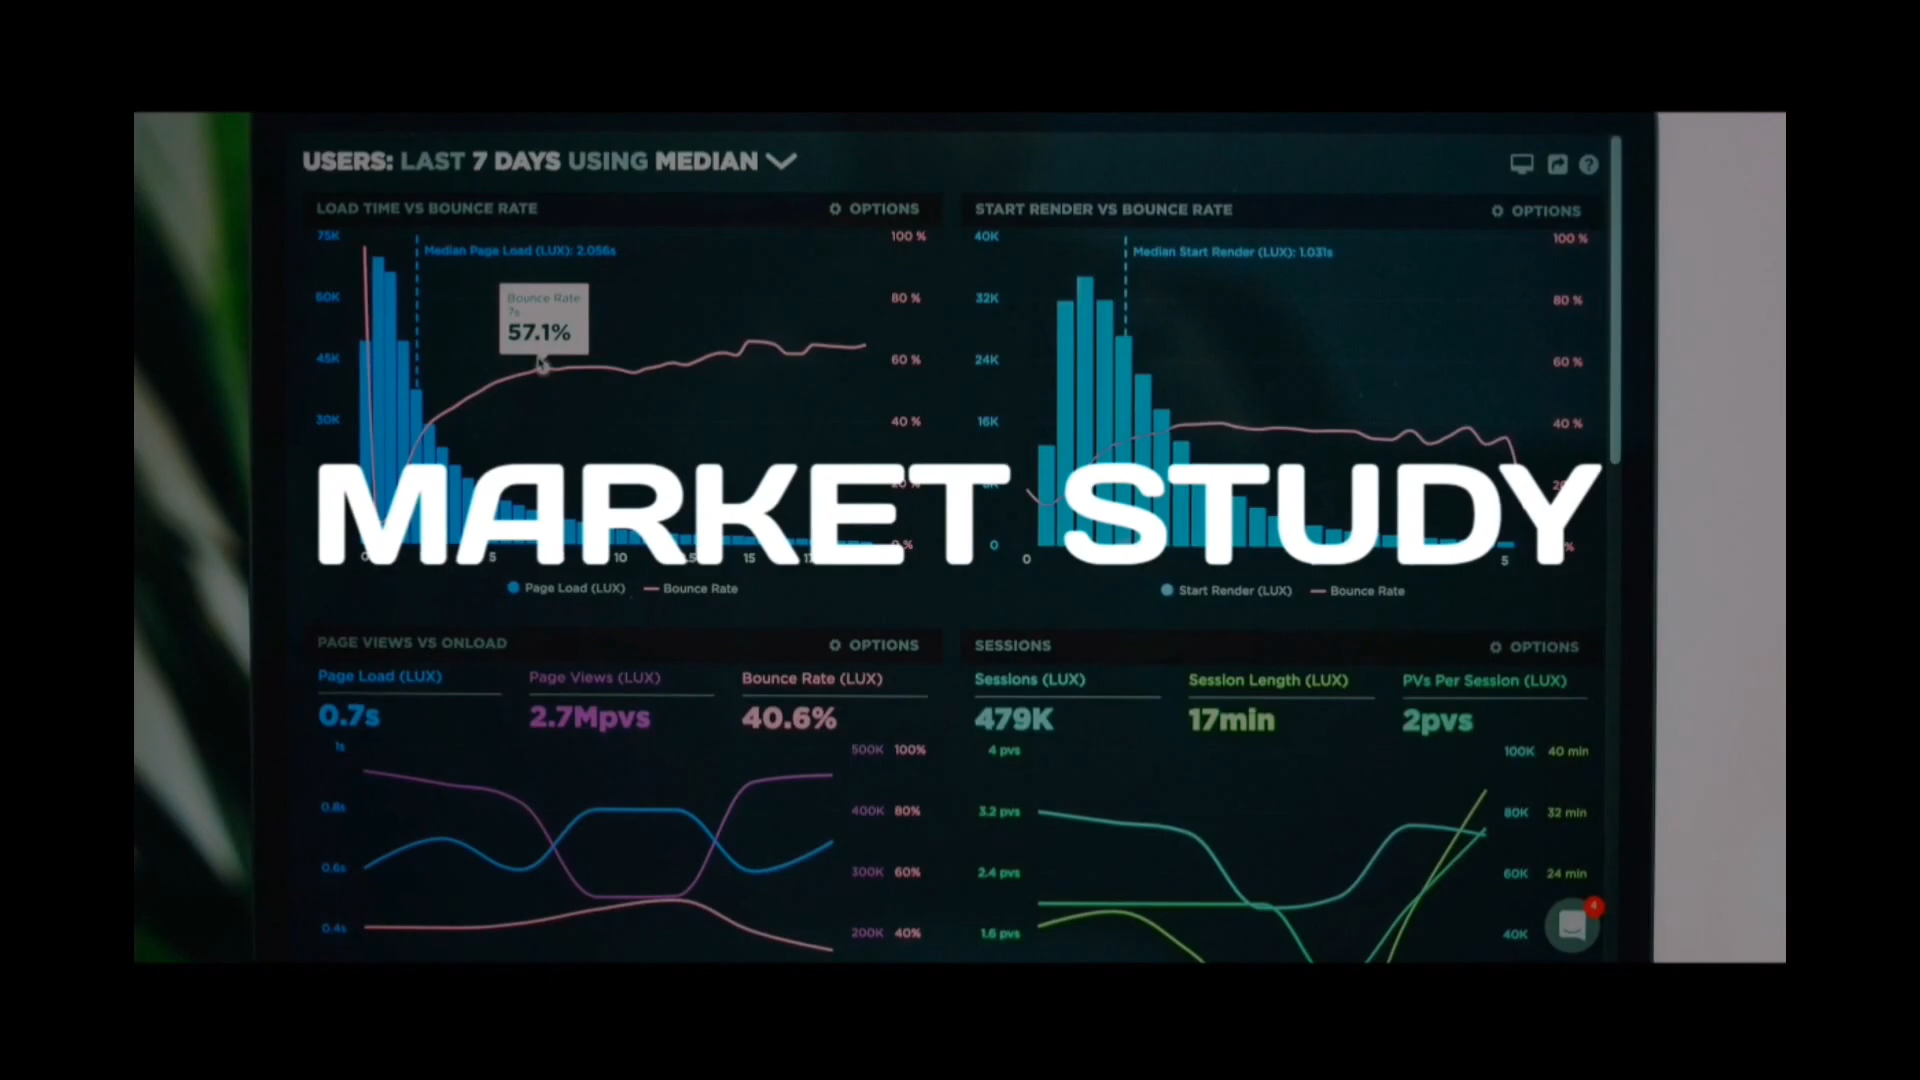 USERS: LAST 7 DAYS USING MEDIAN
LOAD TIME VS BOUNCE RATE
OPTIONS
75K
100 %
Median Page Load (LUX): 2.056s
Bounce Rate
7s
57.1%
60K
80 %
45K
60 %
30K
40 %
START RENDER VS BOUNCE RATE
OPTIONS
40K
100 %
Median Start Render (LUX): 1.031s
32K
80 %
24K
60 %
16K
40 %
MARKET STUDY
5
10
15
0
0
5
Page Load (LUX)
Bounce Rate
Start Render (LUX)
Bounce Rate
PAGE VIEWS VS ONLOAD
OPTIONS
Page Load (LUX)
Page Views (LUX)
Bounce Rate (LUX)
0.7s
2.7Mpvs
40.6%
1s
500K 100%
0.8s
400K 80%
0.6s
300K 60%
0.4s
200K 40%
SESSIONS
OPTIONS
Sessions (LUX)
Session Length (LUX)
PVs Per Session (LUX)
479K
17min
2pvs
4 pvs
100K 40 min
3.2 pvs
80K 32 min
2.4 pvs
60K 24 min
1.6 pvs
40K
4